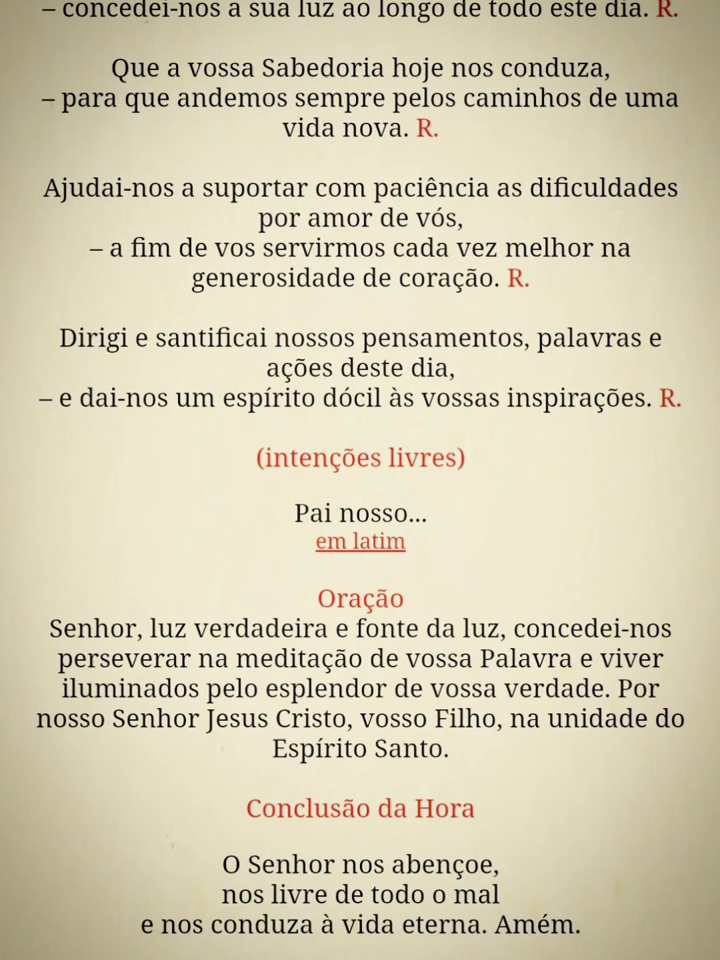 – concedei-nos a sua luz ao longo de todo este dia. R.
Que a vossa Sabedoria hoje nos conduza,
– para que andemos sempre pelos caminhos de uma
vida nova. R.
Ajudai-nos a suportar com paciência as dificuldades
por amor de vós,
– a fim de vos servirmos cada vez melhor na
generosidade de coração. R.
Dirigi e santificai nossos pensamentos, palavras e
ações deste dia,
– e dai-nos um espírito dócil às vossas inspirações. R.
(intenções livres)
Pai nosso...
em latim
Oração
Senhor, luz verdadeira e fonte da luz, concedei-nos
perseverar na meditação de vossa Palavra e viver
iluminados pelo esplendor de vossa verdade. Por
nosso Senhor Jesus Cristo, vosso Filho, na unidade do
Espírito Santo.
Conclusão da Hora
O Senhor nos abençoe,
nos livre de todo o mal
e nos conduza à vida eterna. Amém.